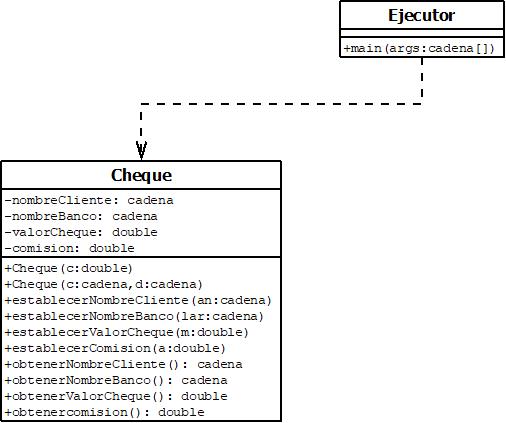 Ejecutor
+main(args:cadena[])
Cheque
-nombreCliente: cadena
-nombreBanco: cadena
-valorCheque: double
-comision: double
+Cheque(c:double)
+Cheque(c:cadena,d:cadena)
+establecerNombreCliente(an:cadena)
+establecerNombreBanco(lar:cadena)
+establecerValorCheque(m:double)
+establecerComision(a:double)
+obtenerNombreCliente(): cadena
+obtenerNombreBanco(): cadena
+obtenerValorCheque(): double
+obtenercomision(): double